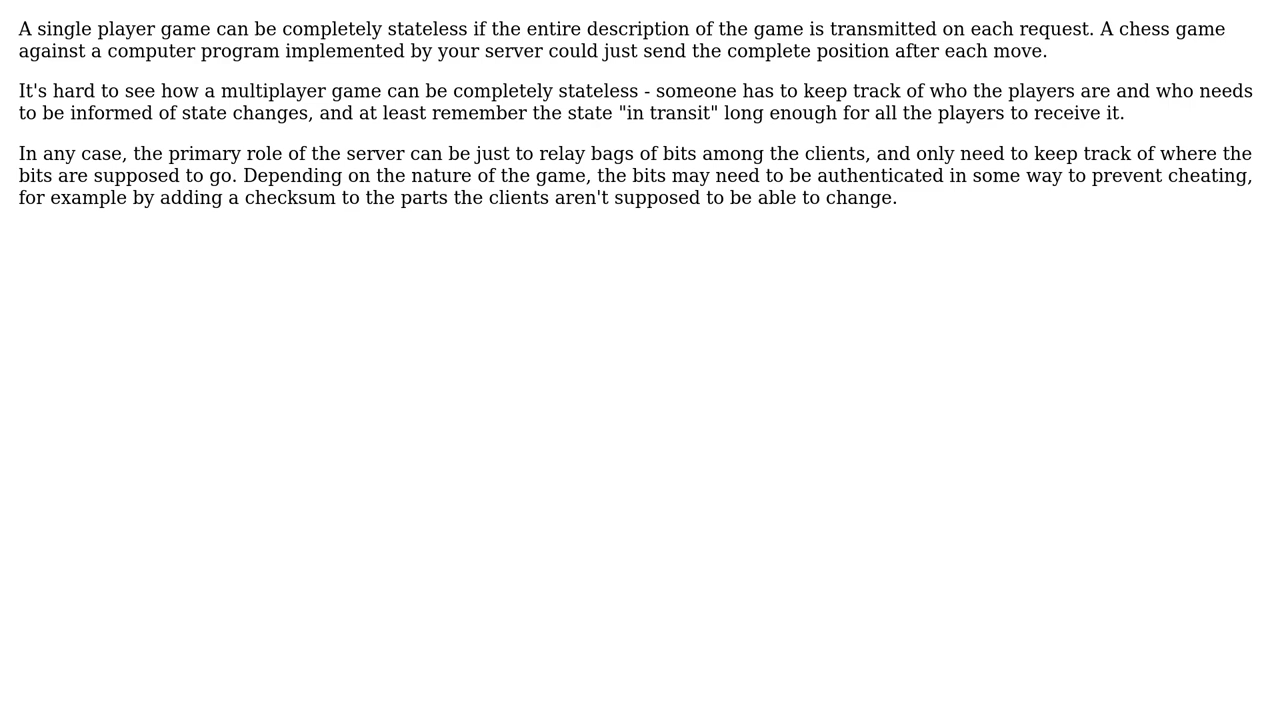 A single player game can be completely stateless if the entire description of the game is transmitted on each request. A chess game
against a computer program implemented by your server could just send the complete position after each move.
It's hard to see how a multiplayer game can be completely stateless - someone has to keep track of who the players are and who needs
to be informed of state changes, and at least remember the state "in transit" long enough for all the players to receive it.
In any case, the primary role of the server can be just to relay bags of bits among the clients, and only need to keep track of where the
bits are supposed to go. Depending on the nature of the game, the bits may need to be authenticated in some way to prevent cheating,
for example by adding a checksum to the parts the clients aren't supposed to be able to change.